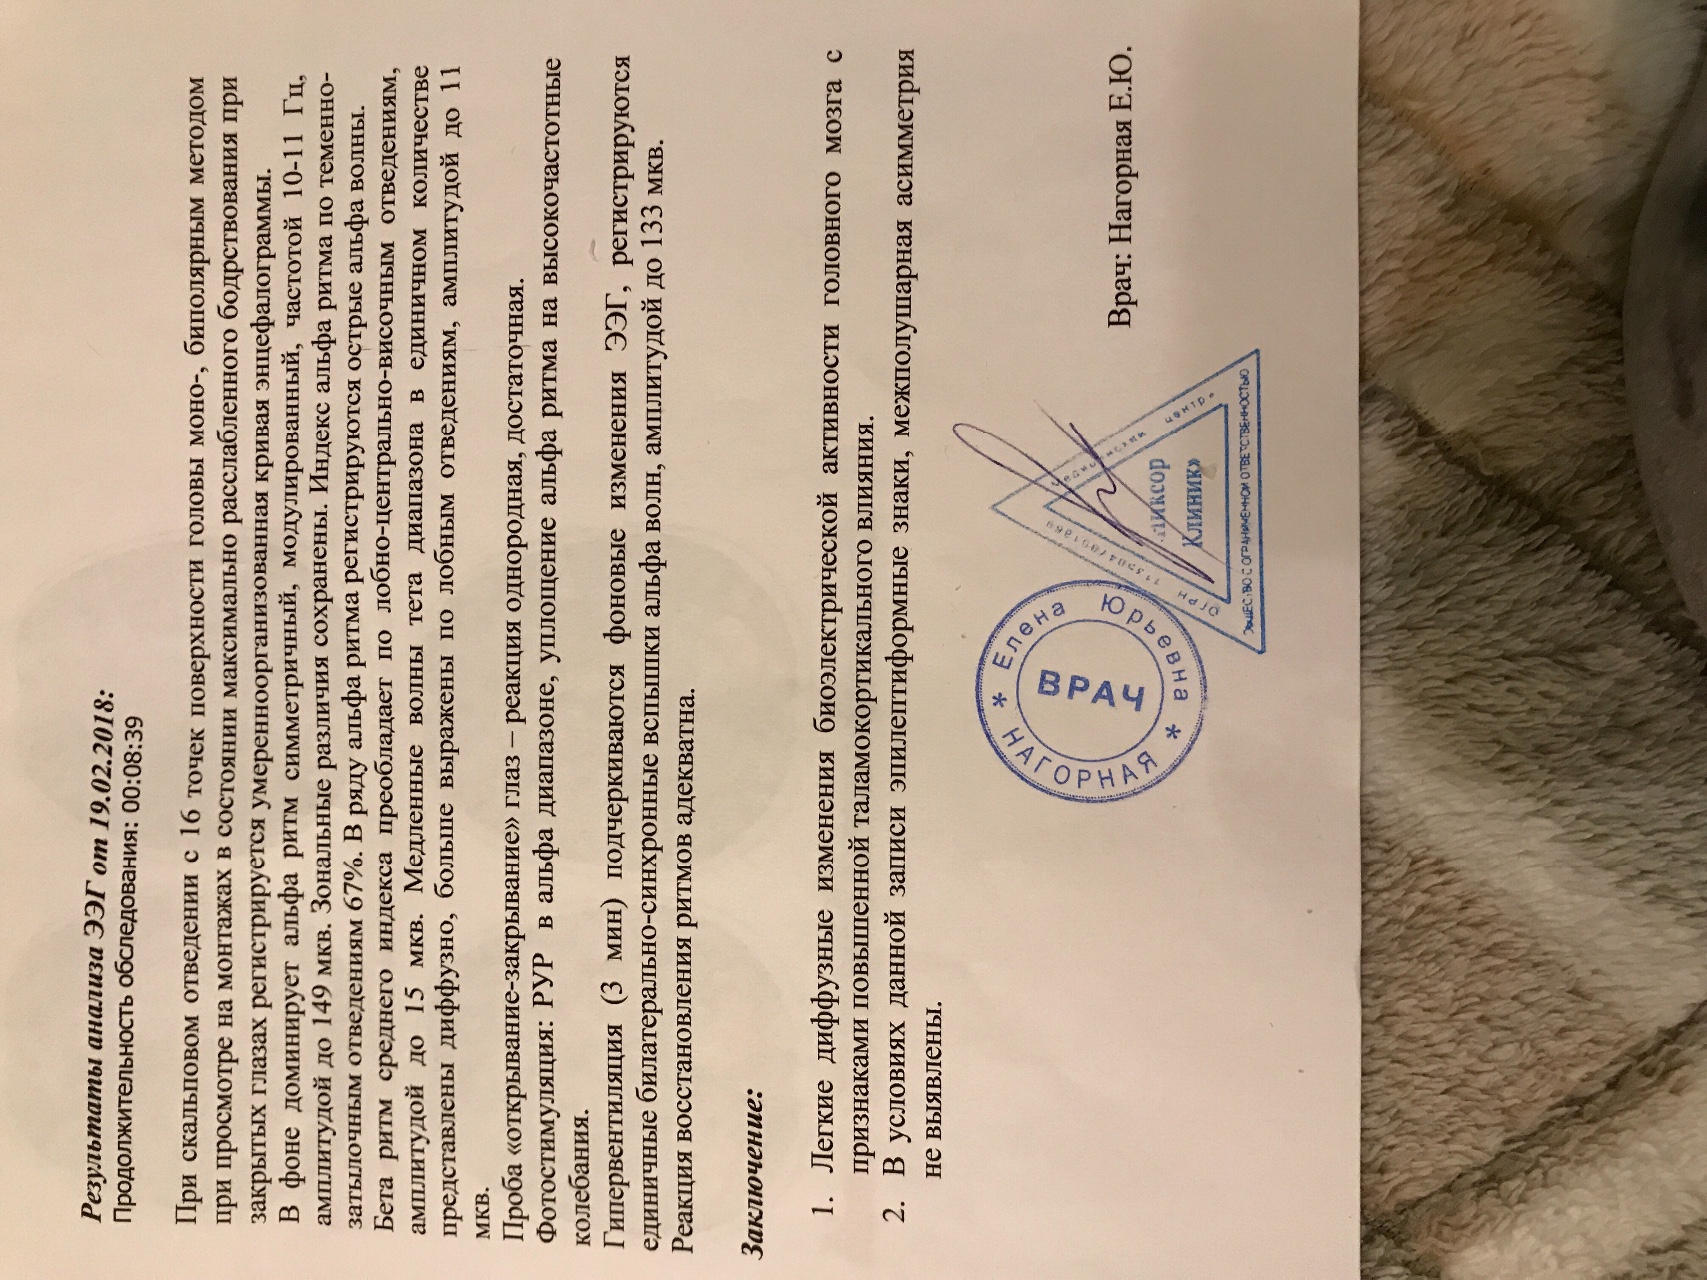 Результаты анализа ЭЭГ от 19.02.2018:
Продолжительность обследования: 00:08:39
При скальповом отведении с 16 точек поверхности головы моно-, биполярным методом
при просмотре на монтажах в состоянии максимально расслабленного бодрствования при
закрытых глазах регистрируется умеренноорганизованная кривая энцефалограммы.
В фоне доминирует альфа ритм симметричный, модулированный, частотой 10-11 Гц,
амплитудой до 149 мкв. Зональные различия сохранены. Индекс альфа ритма по теменно-
затылочным отведениям 67%. В ряду альфа ритма регистрируются острые альфа волны.
Бета ритм среднего индекса преобладает по лобно-центрально-височным отведениям,
амплитудой до 15 мкв. Медленные волны тета диапазона в единичном количестве
представлены диффузно, больше выражены по лобным отведениям, амплитудой до 11
мкв.
Проба «открывание-закрывание» глаз – реакция однородная, достаточная.
Фотостимуляция: РУР в альфа диапазоне, уплощение альфа ритма на высокочастотные
колебания.
Гипервентиляция (3 мин) подчеркиваются фоновые изменения ЭЭГ, регистрируются
единичные билатерально-синхронные вспышки альфа волн, амплитудой до 133 мкв.
Реакция восстановления ритмов адекватна.
Заключение:
1. Легкие диффузные изменения биоэлектрической активности головного мозга с
признаками повышенной таламокортикального влияния.
2. В условиях данной записи эпилептиформные знаки, межполушарная асимметрия
не выявлены.
НАГОРНАЯ * Елена Юрьевна *
ВРАЧ
Врач: Нагорная Е.Ю.
ОГРН
центр»
Клиник»
ОБЩЕСТВО С ОГРАНИЧЕННОЙ ОТВЕТСТВЕННОСТЬЮ